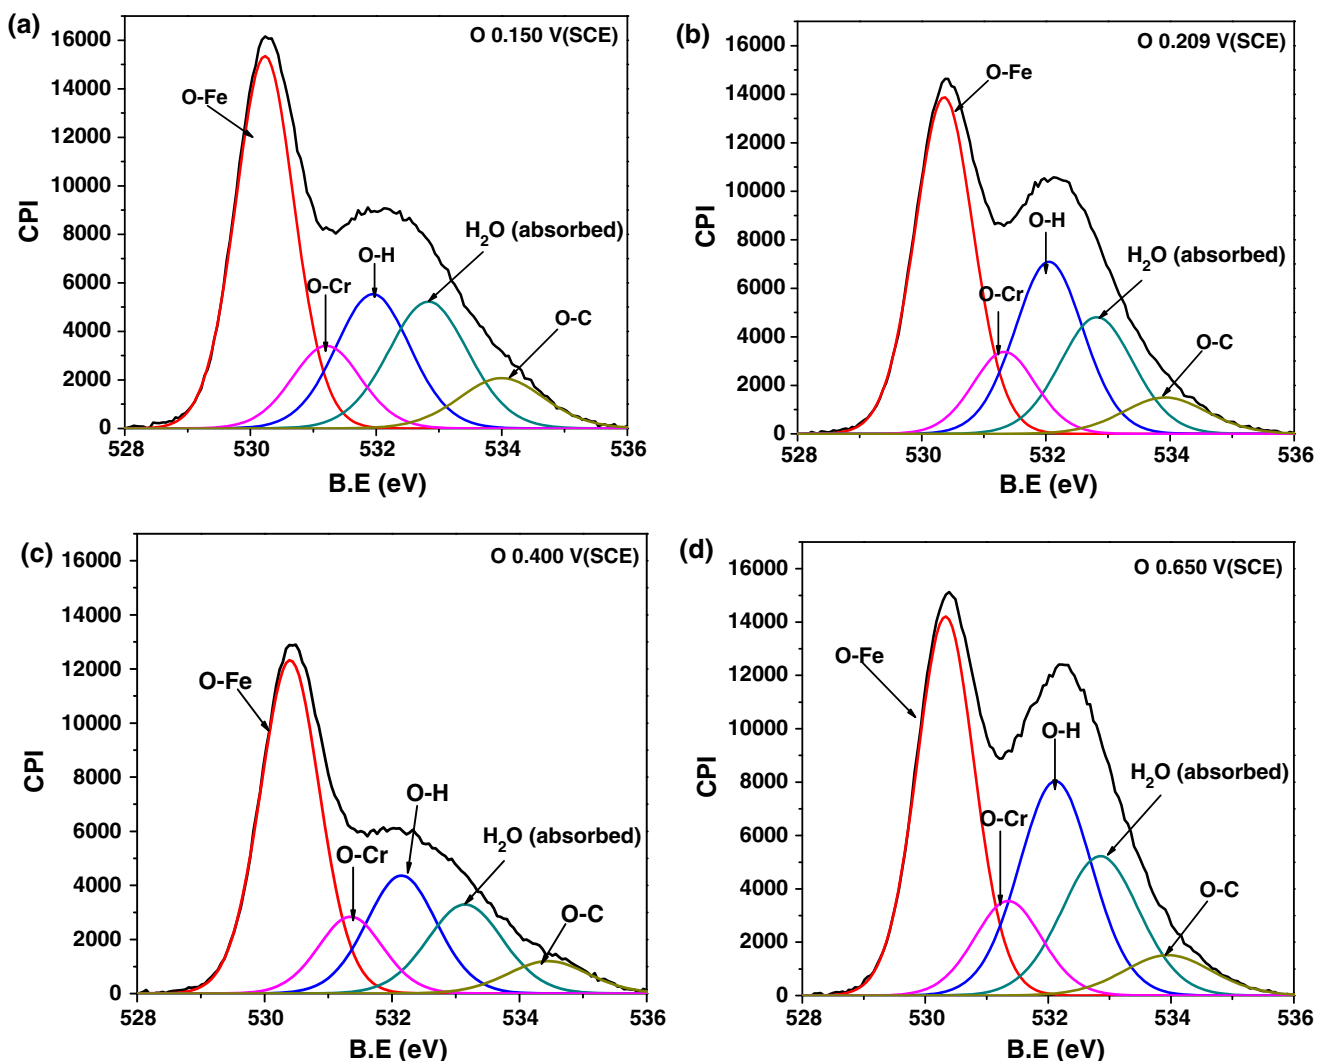 (a)
O 0.150 V(SCE)
16000
14000
12000
10000
8000
6000
4000
2000
0
CPI
O-Fe
O-Cr
O-H
H2O (absorbed)
O-C
528 530 532 534 536
B.E (eV)
(b)
O 0.209 V(SCE)
16000
14000
12000
10000
8000
6000
4000
2000
0
CPI
O-Fe
O-H
O-Cr
H2O (absorbed)
O-C
528 530 532 534 536
B.E (eV)
(c)
O 0.400 V(SCE)
16000
14000
12000
10000
8000
6000
4000
2000
0
CPI
O-Fe
O-H
O-Cr
H2O (absorbed)
O-C
528 530 532 534 536
B.E (eV)
(d)
O 0.650 V(SCE)
16000
14000
12000
10000
8000
6000
4000
2000
0
CPI
O-Fe
O-H
O-Cr
H2O (absorbed)
O-C
528 530 532 534 536
B.E (eV)